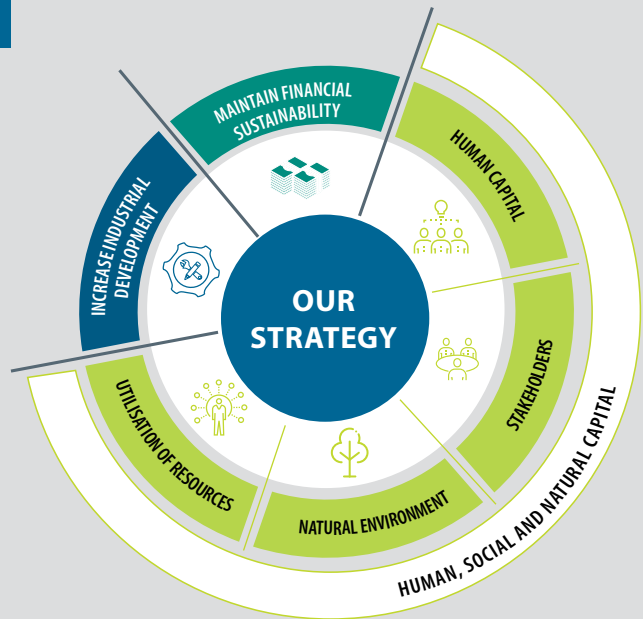 MAINTAIN FINANCIAL
SUSTAINABILITY
HUMAN CAPITAL
INCREASE INDUSTRIAL
DEVELOPMENT
OUR
STRATEGY
STAKEHOLDERS
UTILISATION OF RESOURCES
NATURAL ENVIRONMENT
HUMAN, SOCIAL AND NATURAL CAPITAL